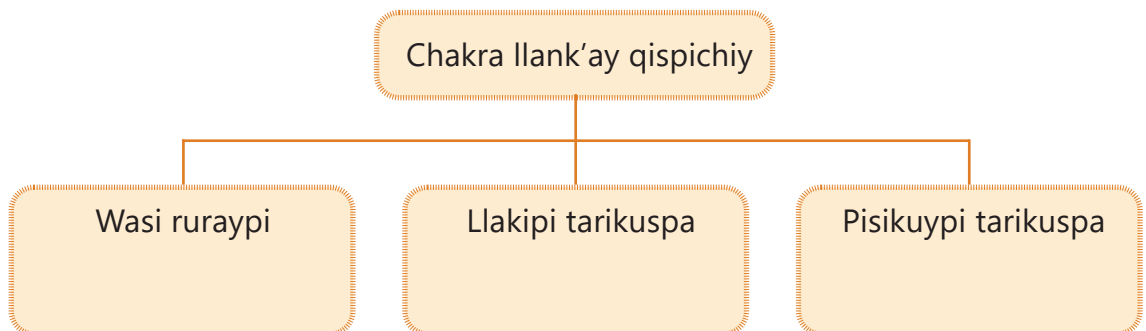 Chakra llank’ay qispichiy
Wasi ruraypi
Llakipi tarikuspa
Pisikuypi tarikuspa